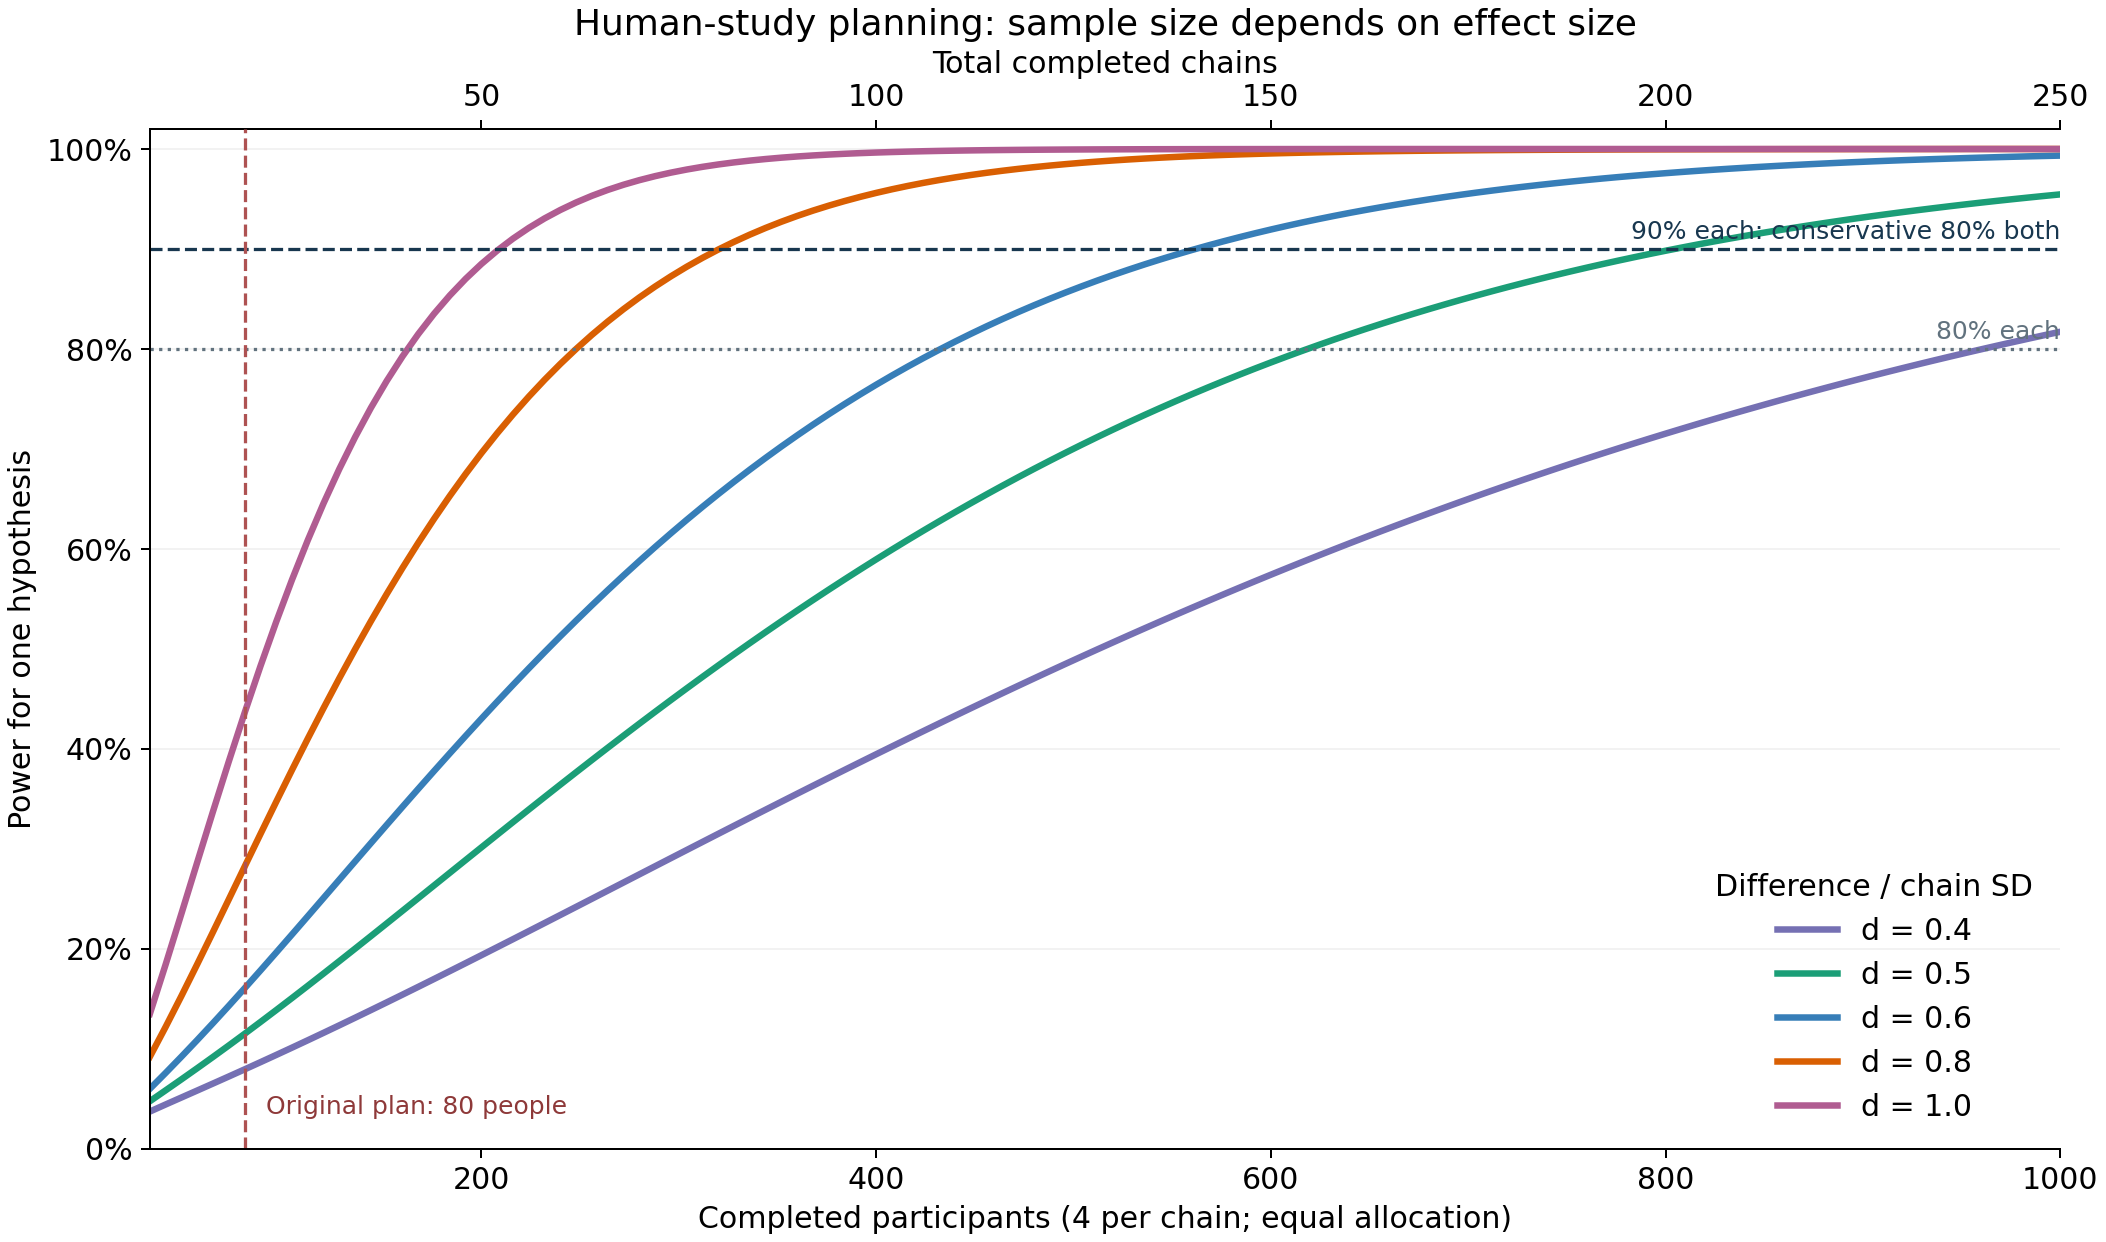 Human-study planning: sample size depends on effect size
Total completed chains
50 100 150 200 250
100%
90% each: conservative 80% both
80% each
80%
Power for one hypothesis
60%
40%
20%
0%
Difference / chain SD
d = 0.4
d = 0.5
d = 0.6
d = 0.8
d = 1.0
Original plan: 80 people
200 400 600 800 1000
Completed participants (4 per chain; equal allocation)